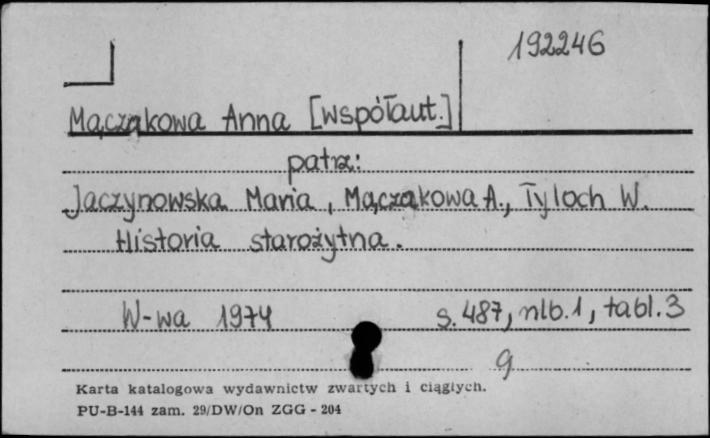 192246
Mączakowa Anna [współaut.]
patrz:
Jaczynowska Maria, Mączakowa A., Tyloch W.
Historia starożytna.
W-wa 1974 s. 487, nlb. 1, tabl. 3
g
Karta katalogowa wydawnictw zwartych i ciągłych.
PU-B-144 zam. 29/DW/On ZGG - 204